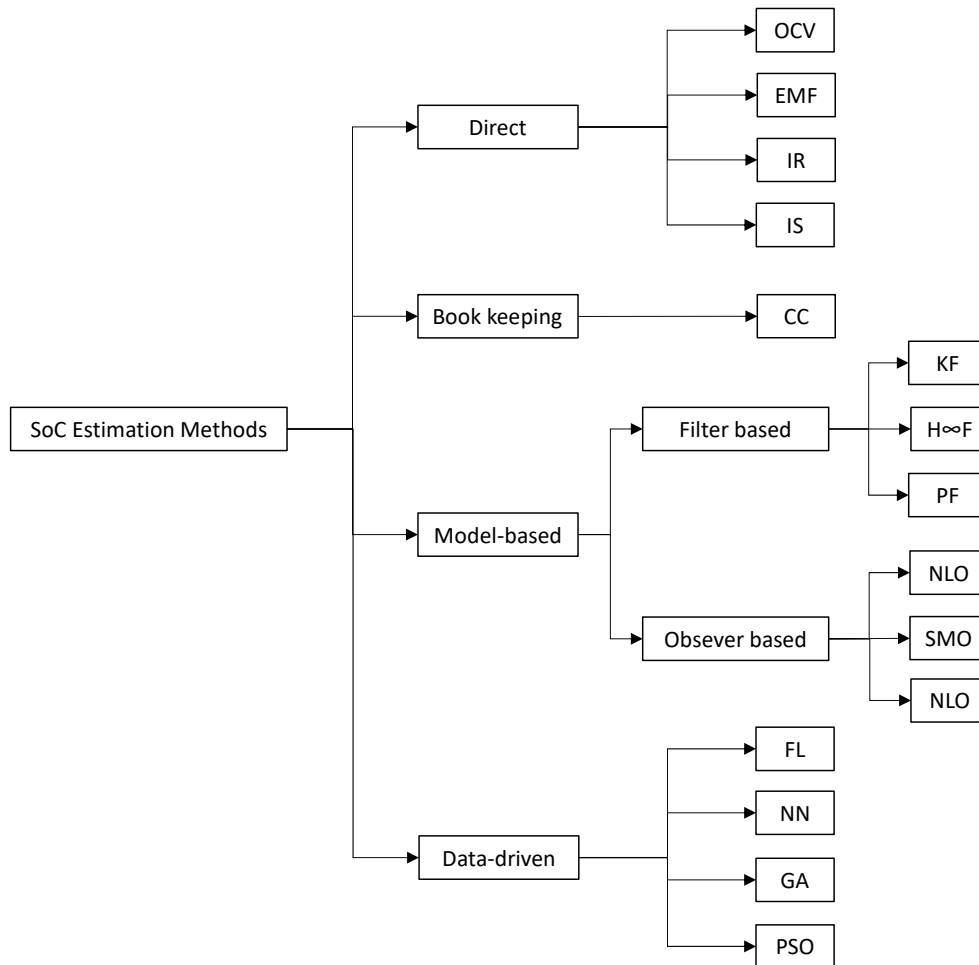 SoC Estimation Methods
Direct
OCV
EMF
IR
IS
Book keeping
CC
Model-based
Filter based
KF
H∞F
PF
Obsever based
NLO
SMO
NLO
Data-driven
FL
NN
GA
PSO